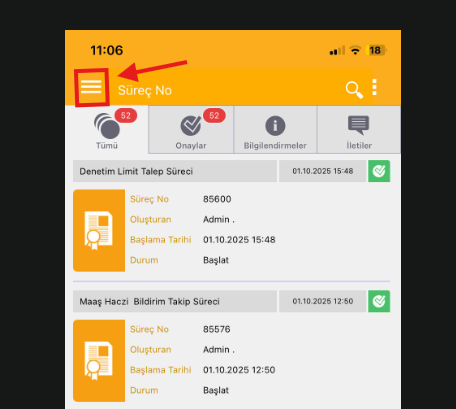 11:06
18
Süreç No
52
52
Tümü
Onaylar
Bilgilendirmeler
İletiler
Denetim Limit Talep Süreci
01.10.2025 15:48
Süreç No 85600
Oluşturan Admin .
Başlama Tarihi 01.10.2025 15:48
Durum Başlat
Maaş Haczi Bildirim Takip Süreci
01.10.2025 12:50
Süreç No 85576
Oluşturan Admin .
Başlama Tarihi 01.10.2025 12:50
Durum Başlat